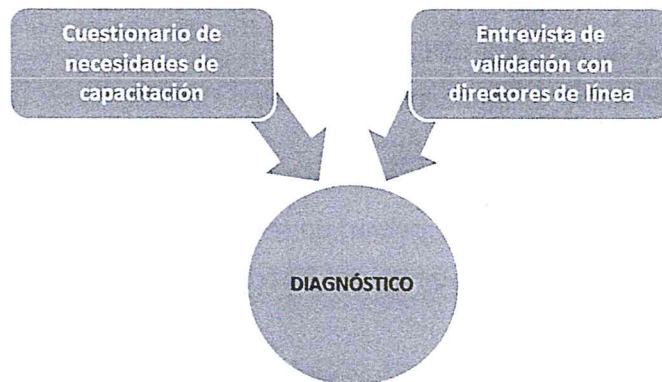 Cuestionario de
necesidades de
capacitación
Entrevista de
validación con
directores de línea
DIAGNÓSTICO